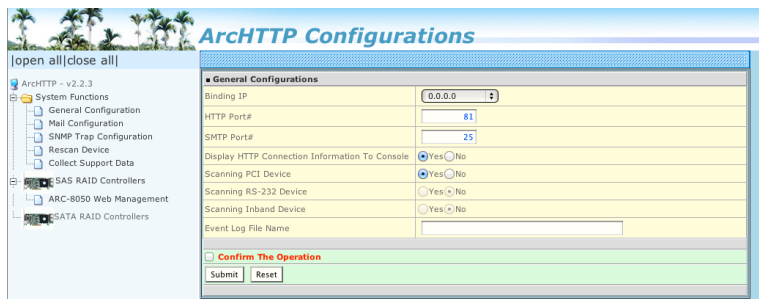 ArcHTTP Configurations
|open all|close all|
ArcHTTP - v2.2.3
System Functions
General Configuration
Mail Configuration
SNMP Trap Configuration
Rescan Device
Collect Support Data
SAS RAID Controllers
ARC-8050 Web Management
SATA RAID Controllers
General Configurations
Binding IP 0.0.0.0
HTTP Port# 81
SMTP Port# 25
Display HTTP Connection Information To Console Yes No
Scanning PCI Device Yes No
Scanning RS-232 Device Yes No
Scanning Inband Device Yes No
Event Log File Name
Confirm The Operation
Submit Reset